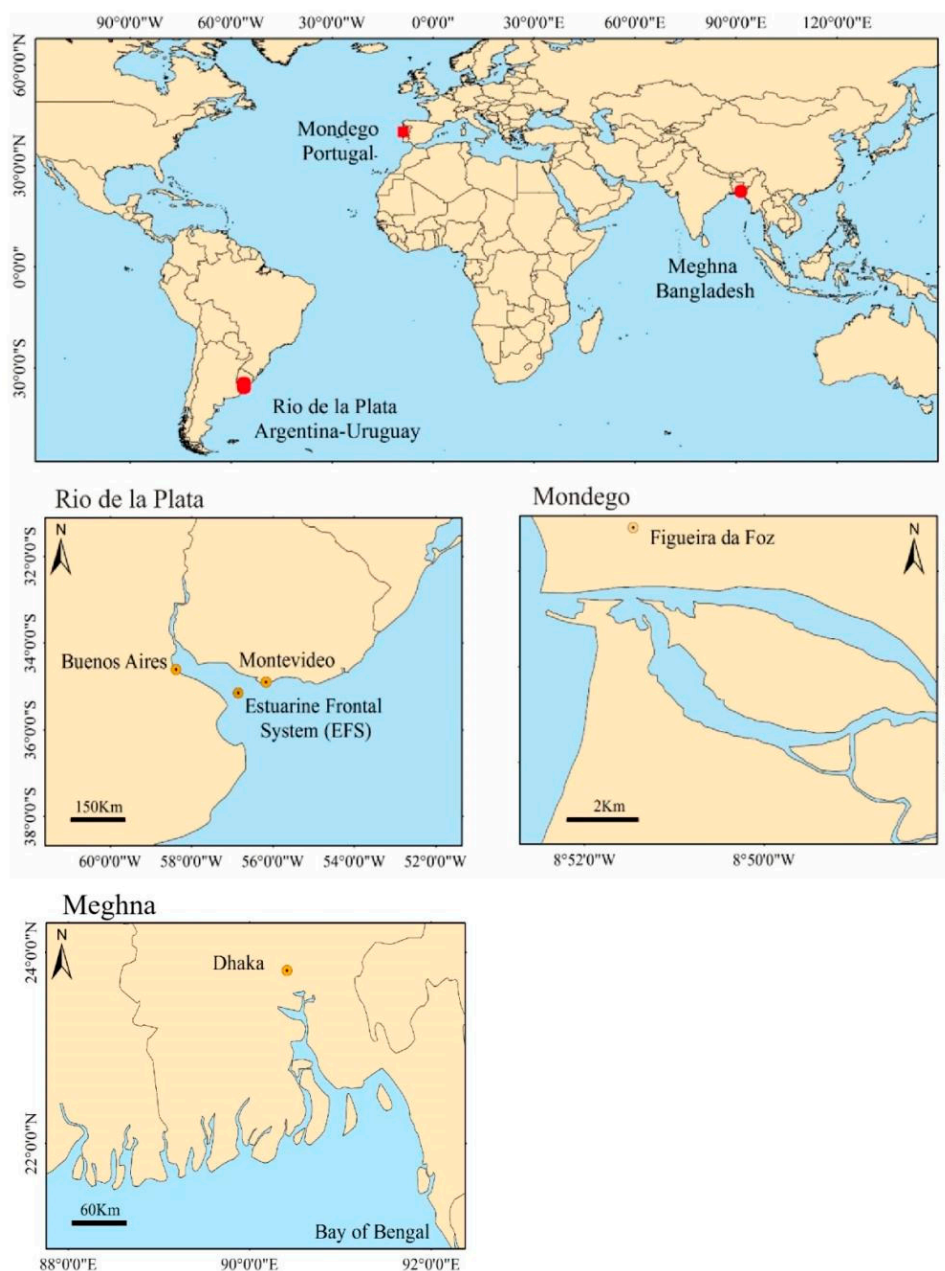 90°0'0"W 60°0'0"W 30°0'0"W 0°0'0"E 30°0'0"E 60°0'0"E 90°0'0"E 120°0'0"E
60°0'0"N
30°0'0"N
0°0'0"
30°0'0"S
Mondego
Portugal
Meghna
Bangladesh
Rio de la Plata
Argentina-Uruguay
Rio de la Plata
N
32°0'0"S
34°0'0"S
36°0'0"S
38°0'0"S
Buenos Aires
Montevideo
Estuarine Frontal
System (EFS)
150Km
60°0'0"W 58°0'0"W 56°0'0"W 54°0'0"W 52°0'0"W
Mondego
Figueira da Foz
N
2Km
8°52'0"W 8°50'0"W
Meghna
N
24°0'0"N
22°0'0"N
Dhaka
60Km
Bay of Bengal
88°0'0"E 90°0'0"E 92°0'0"E